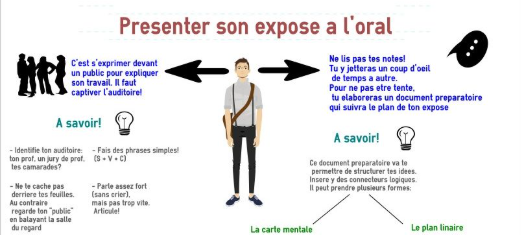 Presenter son expose a l'oral
C'est s'exprimer devant
un public pour expliquer
son travail. Il faut
captiver l'auditoire!
A savoir!
- Identifie ton auditoire:
ton prof, un jury de prof,
tes camarades?
- Ne le cache pas
derriere tes feuilles.
Au contraire
regarde ton "public"
en balayant la salle
du regard
- Fais des phrases simples!
(S + V + C)
- Parle assez fort
(sans crier),
mais pas trop vite.
Articule!
Ne lis pas tes notes!
Tu y jetteras un coup d'oeil
de temps a autre.
Pour ne pas etre tente,
tu elaboreras un document preparatoire
qui suivra le plan de ton expose
A savoir!
Ce document preparatoire va te
permettre de structurer tes idees.
Insere y des connecteurs logiques.
Il peut prendre plusieurs formes:
La carte mentale
Le plan linaire